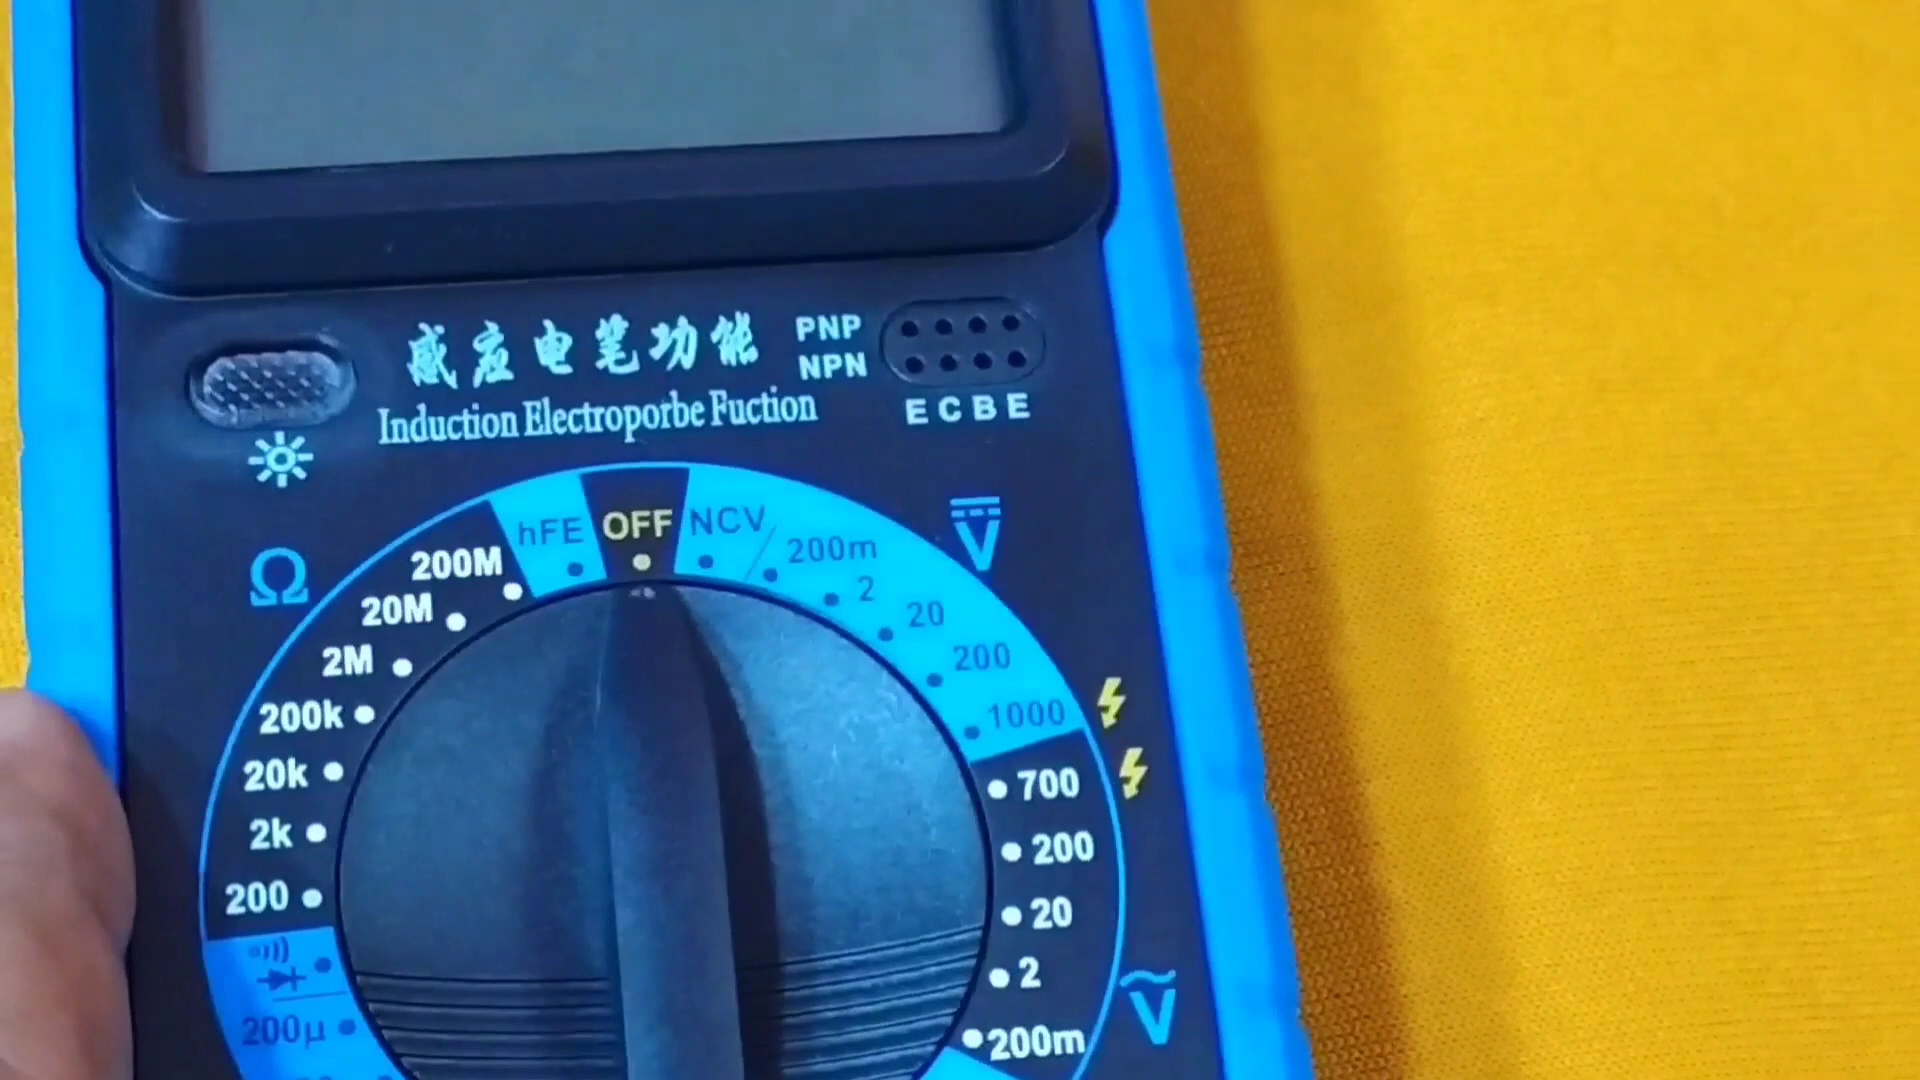 感应电笔功能
Induction Electroporbe Fuction
PNP
NPN
E C B E
OFF
hFE
NCV
Ω
200M
20M
2M
200k
20k
2k
200
200µ
V
200m
2
20
200
1000
700
200
20
2
200m
V